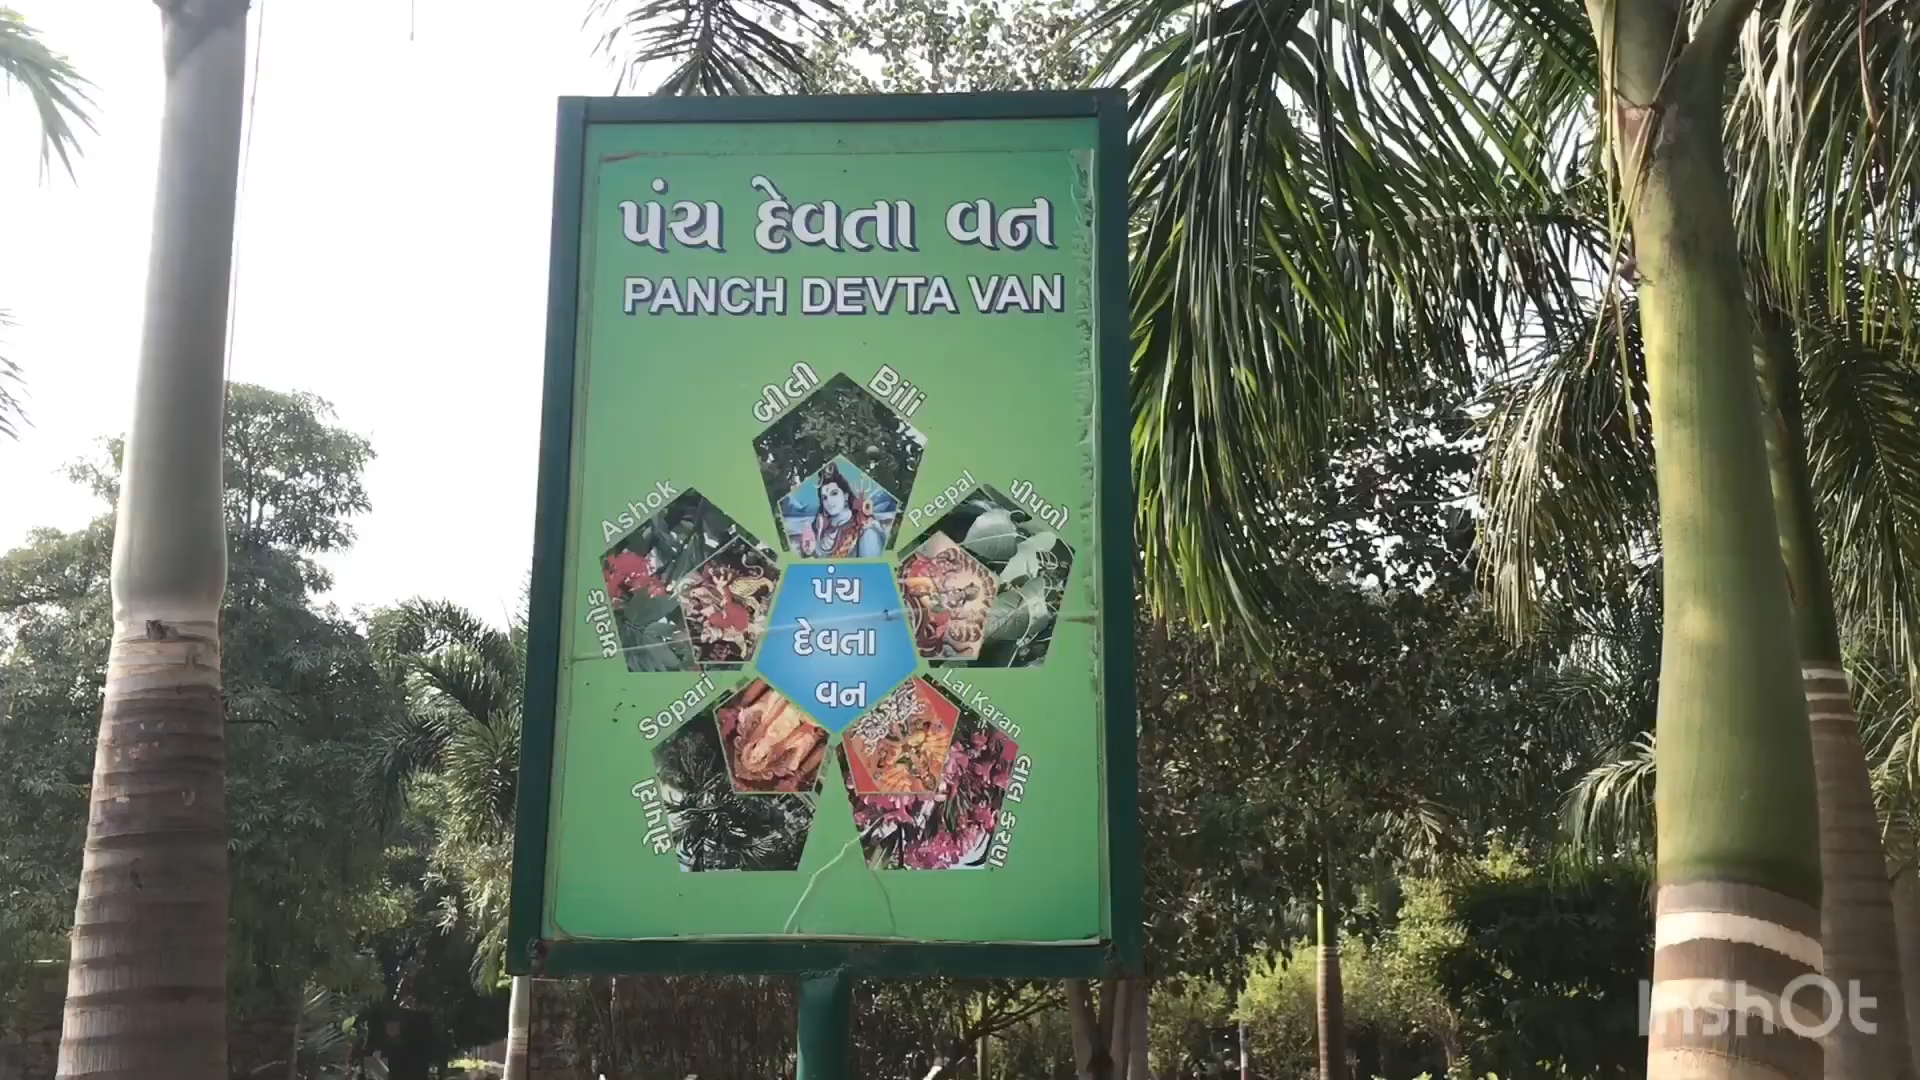 પંચ દેવતા વન
PANCH DEVTA VAN
બીલી Bili
Ashok
અશોક
Peepal પીપળો
પંચ
દેવતા
વન
Sopari
સોપારી
Lal Karan
લાલ કરણ
InshOt